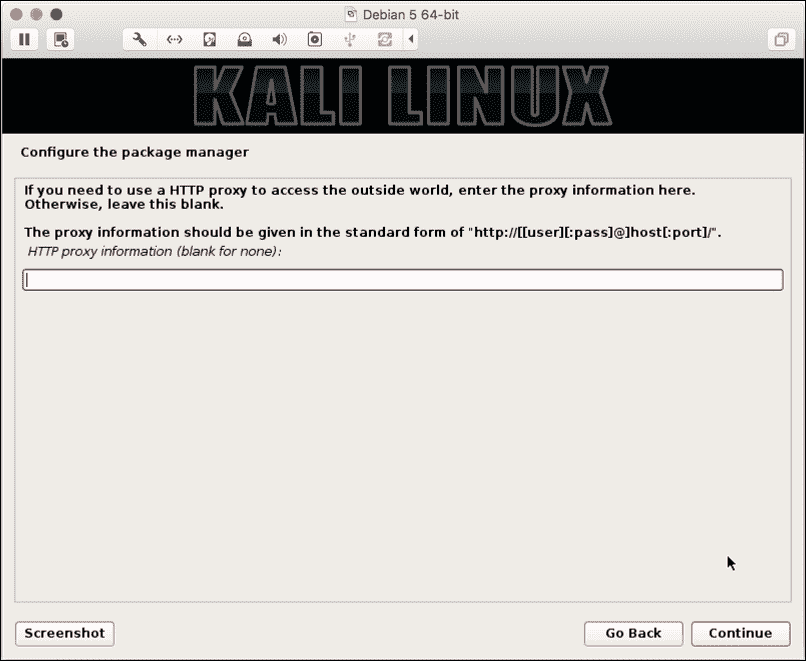 Debian 5 64-bit
KALI LINUX
Configure the package manager
If you need to use a HTTP proxy to access the outside world, enter the proxy information here.
Otherwise, leave this blank.
The proxy information should be given in the standard form of "http://[[user][:pass]@]host[:port]/".
HTTP proxy information (blank for none):
Screenshot
Go Back
Continue